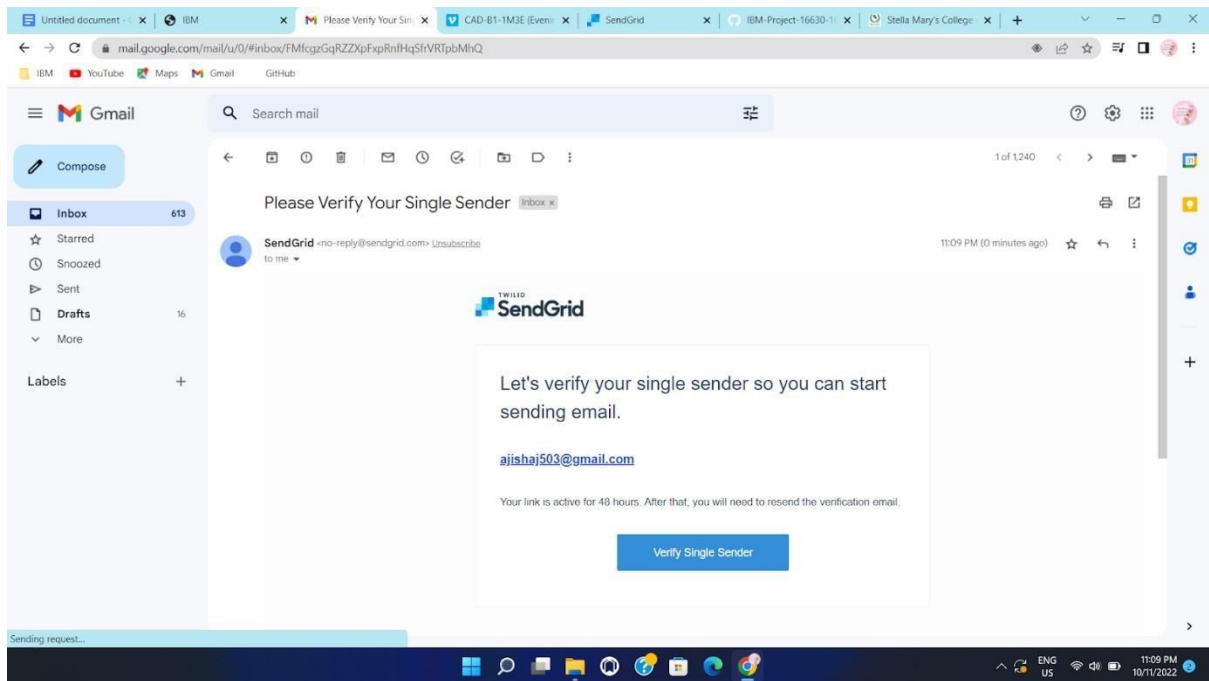 Untitled document -
IBM
Please Verify Your Sin
CAD-B1-1M3E (Eveni
SendGrid
IBM-Project-16630-1
Stella Mary's College
mail.google.com/mail/u/0/#inbox/FMfcgzGqRZZXpFxpRnfHqSfrVRTpbMhQ
IBM
YouTube
Maps
Gmail
GitHub
Gmail
Search mail
Compose
1 of 1,240
Inbox 613
Starred
Snoozed
Sent
Drafts 16
More
Labels
Please Verify Your Single Sender Inbox x
SendGrid <no-reply@sendgrid.com> Unsubscribe
11:09 PM (0 minutes ago)
to me
TWILIO
SendGrid
Let's verify your single sender so you can start
sending email.
ajishaj503@gmail.com
Your link is active for 48 hours. After that, you will need to resend the verification email.
Verify Single Sender
Sending request...
ENG
US
11:09 PM
10/11/2022
2